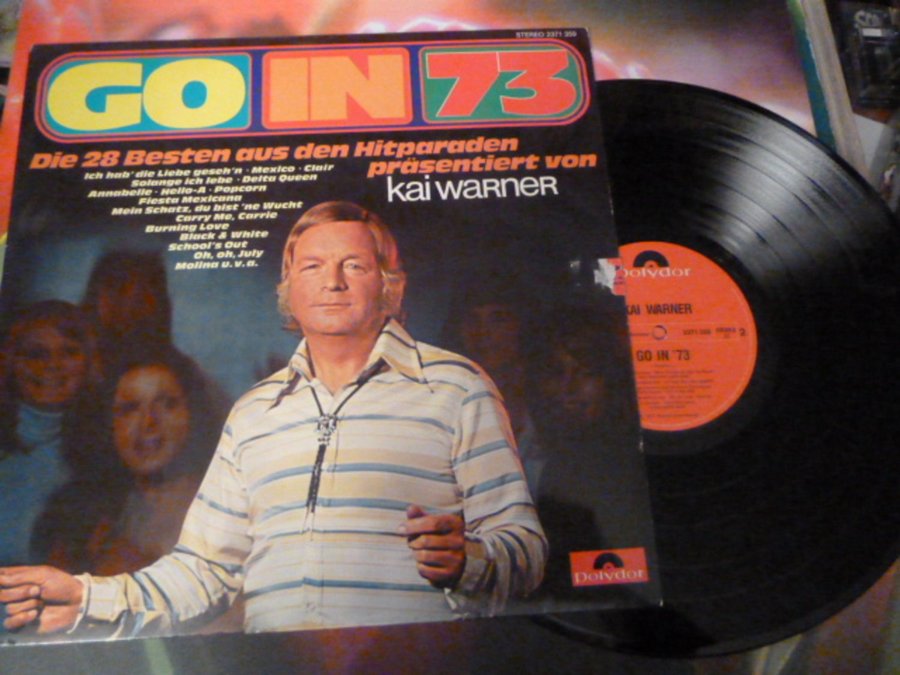 STEREO 2371 359
GO IN 73
Die 28 Besten aus den Hitparaden
präsentiert von
kai warner
Ich hab' die Liebe geseh'n · Mexico · Clair
Solange ich lebe · Delta Queen
Annabelle · Hello-A · Popcorn
Fiesta Mexicana
Mein Schatz, du bist 'ne Wucht
Carry Me, Carrie
Burning Love
Black & White
School's Out
Oh, oh, July
Molina u.v.a.
Polydor
Polydor
KAI WARNER
2
GO IN '73